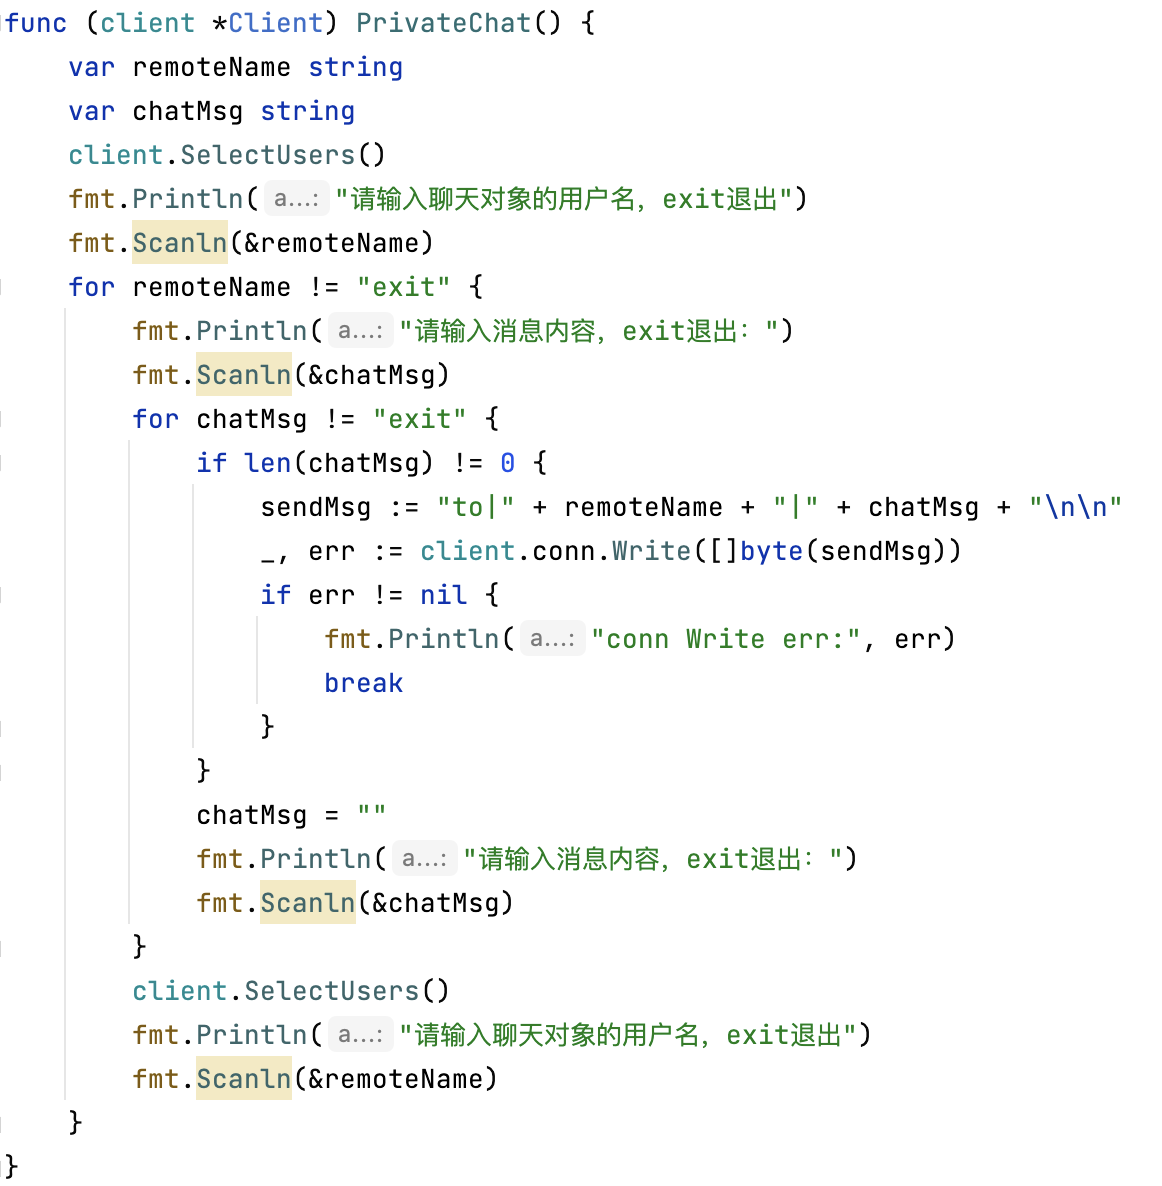 func (client *Client) PrivateChat() {
var remoteName string
var chatMsg string
client.SelectUsers()
fmt.Println( a...: "请输入聊天对象的用户名，exit退出")
fmt.Scanln(&remoteName)
for remoteName != "exit" {
fmt.Println( a...: "请输入消息内容，exit退出：")
fmt.Scanln(&chatMsg)
for chatMsg != "exit" {
if len(chatMsg) != 0 {
sendMsg := "to|" + remoteName + "|" + chatMsg + "\n\n"
_, err := client.conn.Write([]byte(sendMsg))
if err != nil {
fmt.Println( a...: "conn Write err:", err)
break
}
}
chatMsg = ""
fmt.Println( a...: "请输入消息内容，exit退出：")
fmt.Scanln(&chatMsg)
}
client.SelectUsers()
fmt.Println( a...: "请输入聊天对象的用户名，exit退出")
fmt.Scanln(&remoteName)
}
}